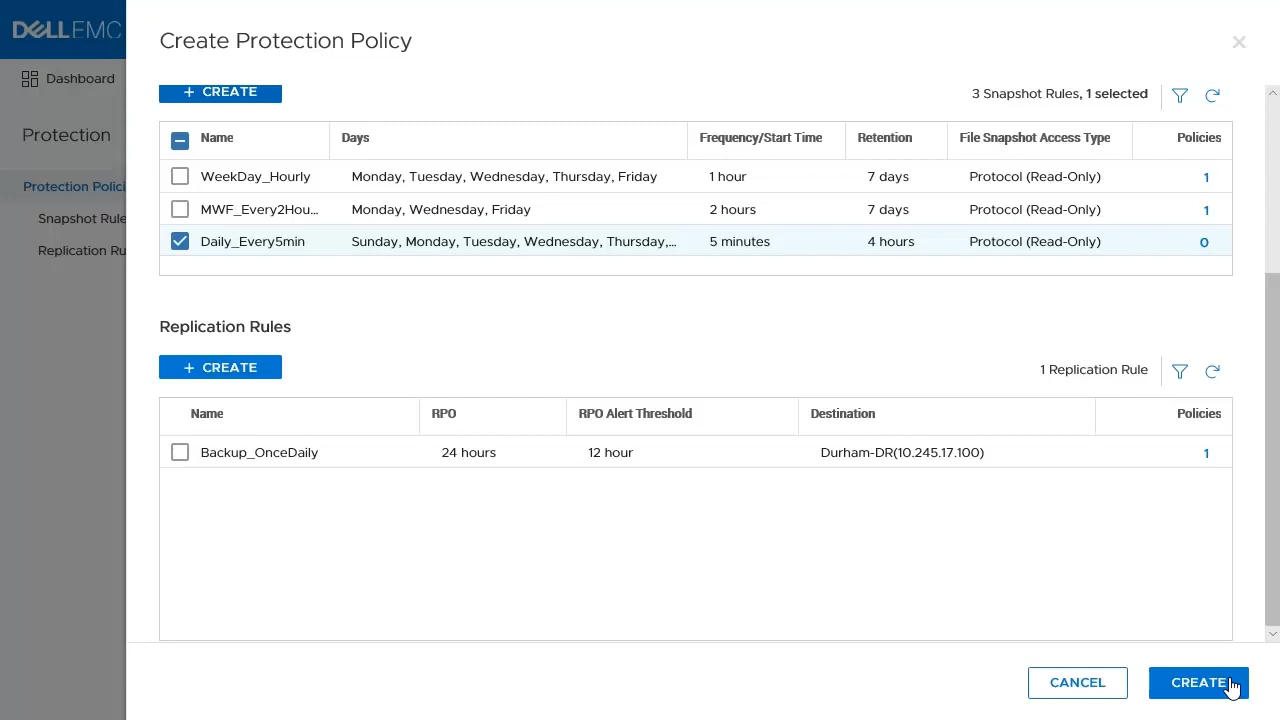 DELLEMC
Create Protection Policy
Dashboard
Protection
Protection Polici
Snapshot Rule
Replication Ru
+ CREATE
3 Snapshot Rules, 1 selected
Name Days Frequency/Start Time Retention File Snapshot Access Type Policies
WeekDay_Hourly Monday, Tuesday, Wednesday, Thursday, Friday 1 hour 7 days Protocol (Read-Only) 1
MWF_Every2Hou... Monday, Wednesday, Friday 2 hours 7 days Protocol (Read-Only) 1
Daily_Every5min Sunday, Monday, Tuesday, Wednesday, Thursday,... 5 minutes 4 hours Protocol (Read-Only) 0
Replication Rules
+ CREATE
1 Replication Rule
Name RPO RPO Alert Threshold Destination Policies
Backup_OnceDaily 24 hours 12 hour Durham-DR(10.245.17.100) 1
CANCEL CREATE